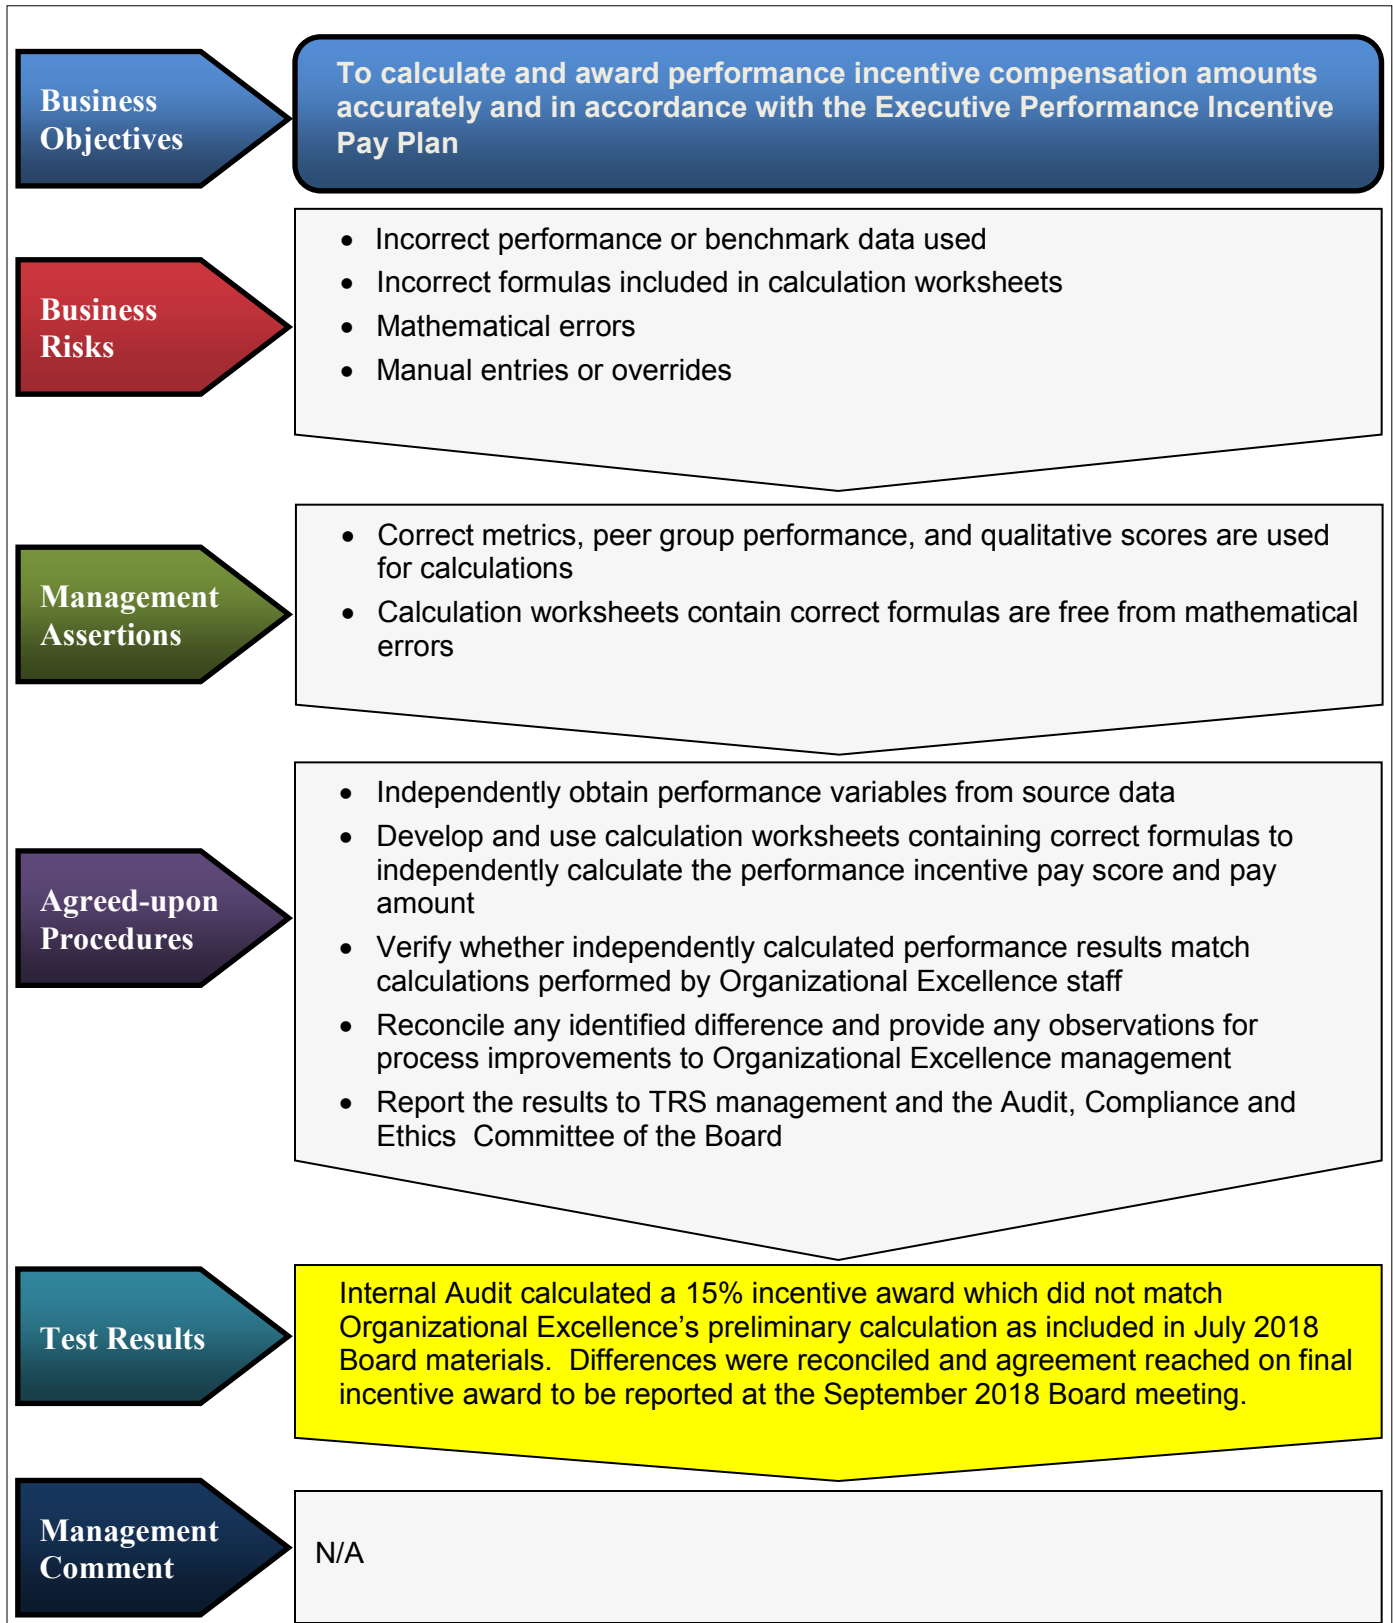 Business
Objectives
To calculate and award performance incentive compensation amounts
accurately and in accordance with the Executive Performance Incentive
Pay Plan
Business
Risks
• Incorrect performance or benchmark data used
• Incorrect formulas included in calculation worksheets
• Mathematical errors
• Manual entries or overrides
Management
Assertions
• Correct metrics, peer group performance, and qualitative scores are used
for calculations
• Calculation worksheets contain correct formulas are free from mathematical
errors
Agreed-upon
Procedures
• Independently obtain performance variables from source data
• Develop and use calculation worksheets containing correct formulas to
independently calculate the performance incentive pay score and pay
amount
• Verify whether independently calculated performance results match
calculations performed by Organizational Excellence staff
• Reconcile any identified difference and provide any observations for
process improvements to Organizational Excellence management
• Report the results to TRS management and the Audit, Compliance and
Ethics  Committee of the Board
Test Results
Internal Audit calculated a 15% incentive award which did not match
Organizational Excellence’s preliminary calculation as included in July 2018
Board materials.  Differences were reconciled and agreement reached on final
incentive award to be reported at the September 2018 Board meeting.
Management
Comment
N/A